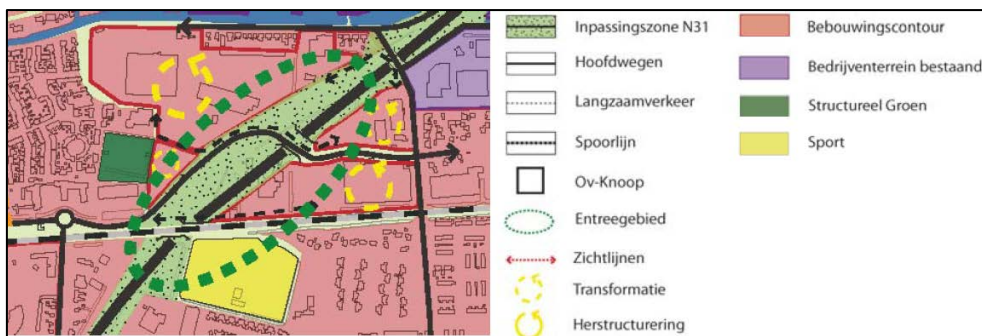 Inpassingszone N31
Hoofdwegen
Langzaamverkeer
Spoorlijn
Ov-Knoop
Entreegebied
Zichtlijnen
Transformatie
Herstructurering
Bebouwingscontour
Bedrijventerrein bestaand
Structureel Groen
Sport